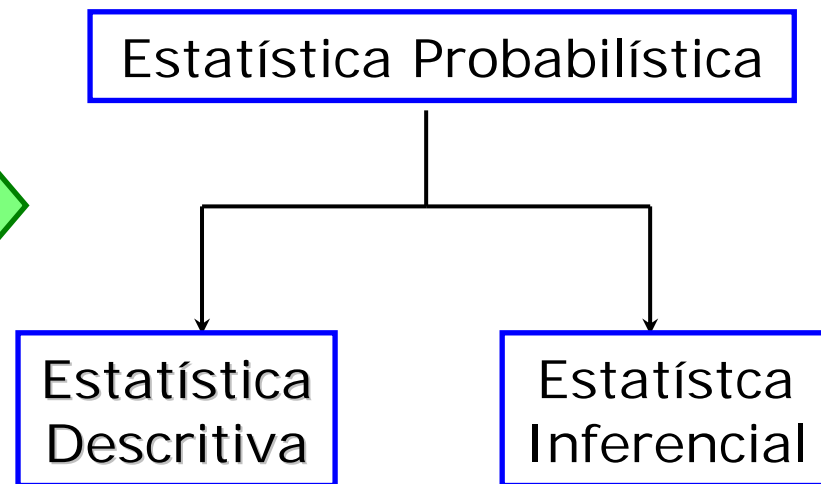 Estatística Probabilística
Estatística
Descritiva
Estatístca
Inferencial